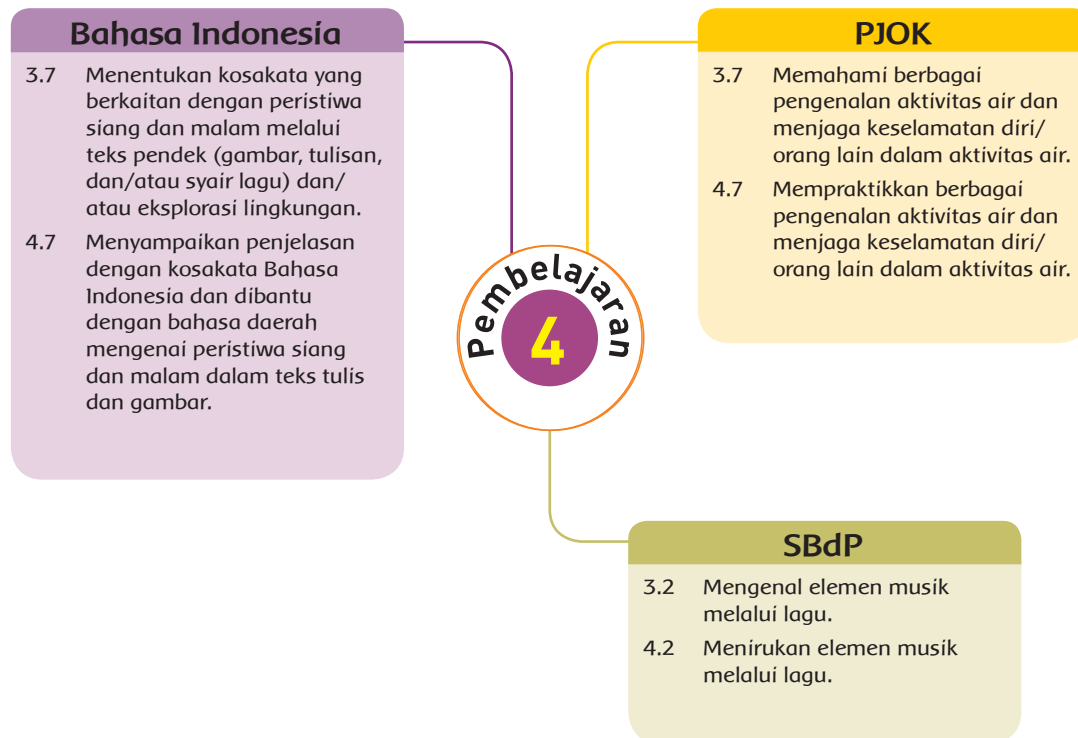 Bahasa Indonesia
3.7 Menentukan kosakata yang
berkaitan dengan peristiwa
siang dan malam melalui
teks pendek (gambar, tulisan,
dan/atau syair lagu) dan/
atau eksplorasi lingkungan.
4.7 Menyampaikan penjelasan
dengan kosakata Bahasa
Indonesia dan dibantu
dengan bahasa daerah
mengenai peristiwa siang
dan malam dalam teks tulis
dan gambar.
PJOK
3.7 Memahami berbagai
pengenalan aktivitas air dan
menjaga keselamatan diri/
orang lain dalam aktivitas air.
4.7 Mempraktikkan berbagai
pengenalan aktivitas air dan
menjaga keselamatan diri/
orang lain dalam aktivitas air.
Pembelajaran
4
SBdP
3.2 Mengenal elemen musik
melalui lagu.
4.2 Menirukan elemen musik
melalui lagu.